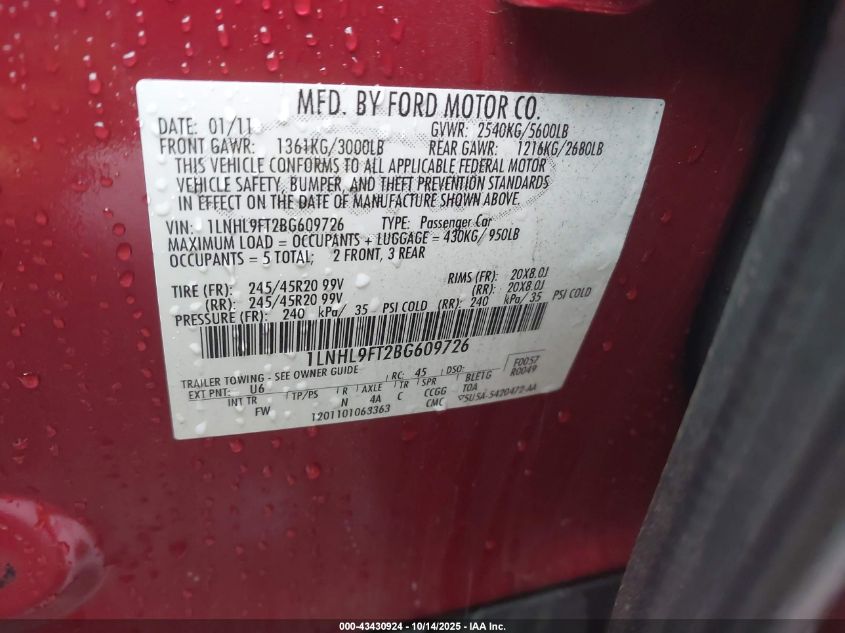 MFD. BY FORD MOTOR CO.
DATE: 01/11 GVWR: 2540KG/5600LB
FRONT GAWR: 1361KG/3000LB REAR GAWR: 1216KG/2680LB
THIS VEHICLE CONFORMS TO ALL APPLICABLE FEDERAL MOTOR
VEHICLE SAFETY, BUMPER, AND THEFT PREVENTION STANDARDS
IN EFFECT ON THE DATE OF MANUFACTURE SHOWN ABOVE.
VIN: 1LNHL9FT2BG609726 TYPE: Passenger Car
MAXIMUM LOAD = OCCUPANTS + LUGGAGE = 430KG/950LB
OCCUPANTS = 5 TOTAL; 2 FRONT, 3 REAR
TIRE (FR): 245/45R20 99V RIMS (FR): 20X8.0J
(RR): 245/45R20 99V (RR): 20X8.0J
PRESSURE (FR): 240 kPa/ 35 PSI COLD (RR): 240 kPa/ 35 PSI COLD
1LNHL9FT2BG609726
TRAILER TOWING - SEE OWNER GUIDE F0057
EXT PNT: U6 RC: 45 DSO: R0049
INT TR TP/PS R AXLE TR SPR BLETG
FW N 4A C CCGG TOA
1201101063363 CMC 5U5A-5420472-AA
000-43430924 - 10/14/2025 - IAA Inc.